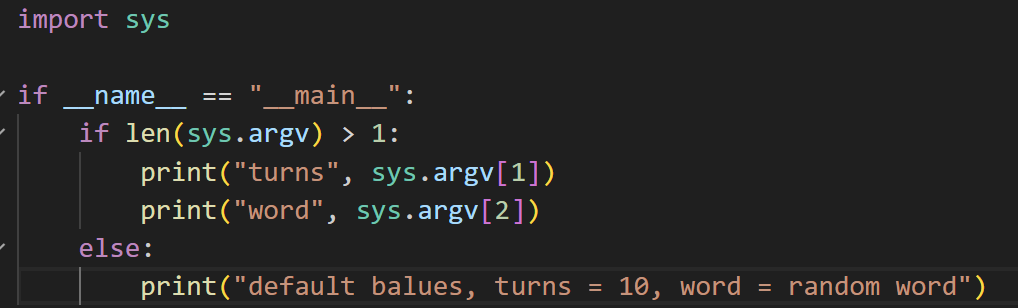 import sys
if __name__ == "__main__":
    if len(sys.argv) > 1:
        print("turns", sys.argv[1])
        print("word", sys.argv[2])
    else:
        print("default balues, turns = 10, word = random word")